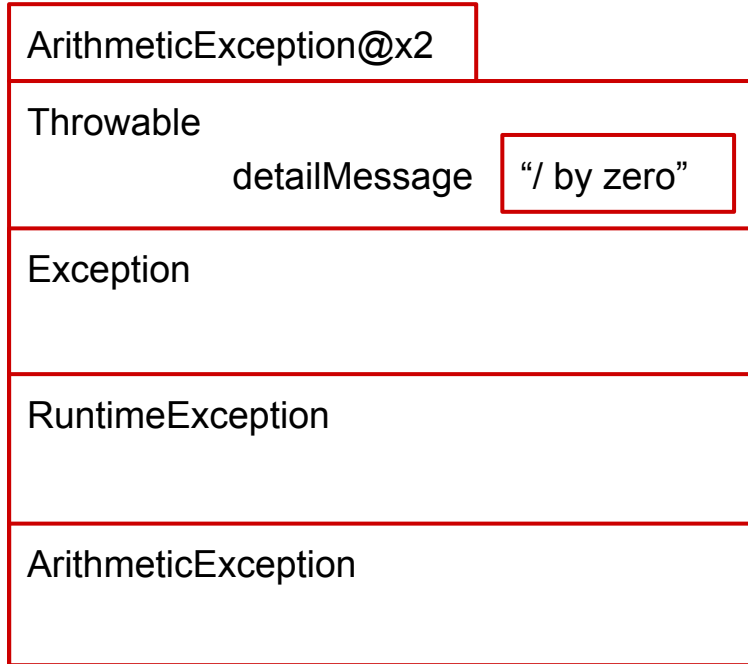 ArithmeticException@x2
Throwable
detailMessage “/ by zero”
Exception
RuntimeException
ArithmeticException